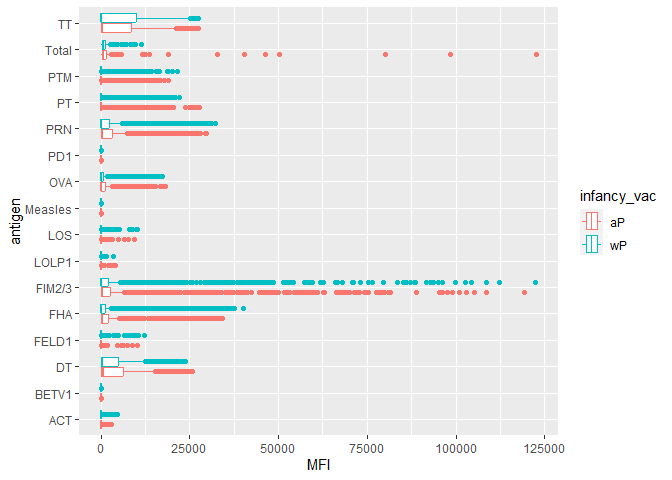 TT
Total
PTM
PT
PRN
PD1
OVA
Measles
LOS
LOLP1
FIM2/3
FHA
FELD1
DT
BETV1
ACT
antigen
0
25000
50000
75000
100000
125000
MFI
infancy_vac
aP
wP